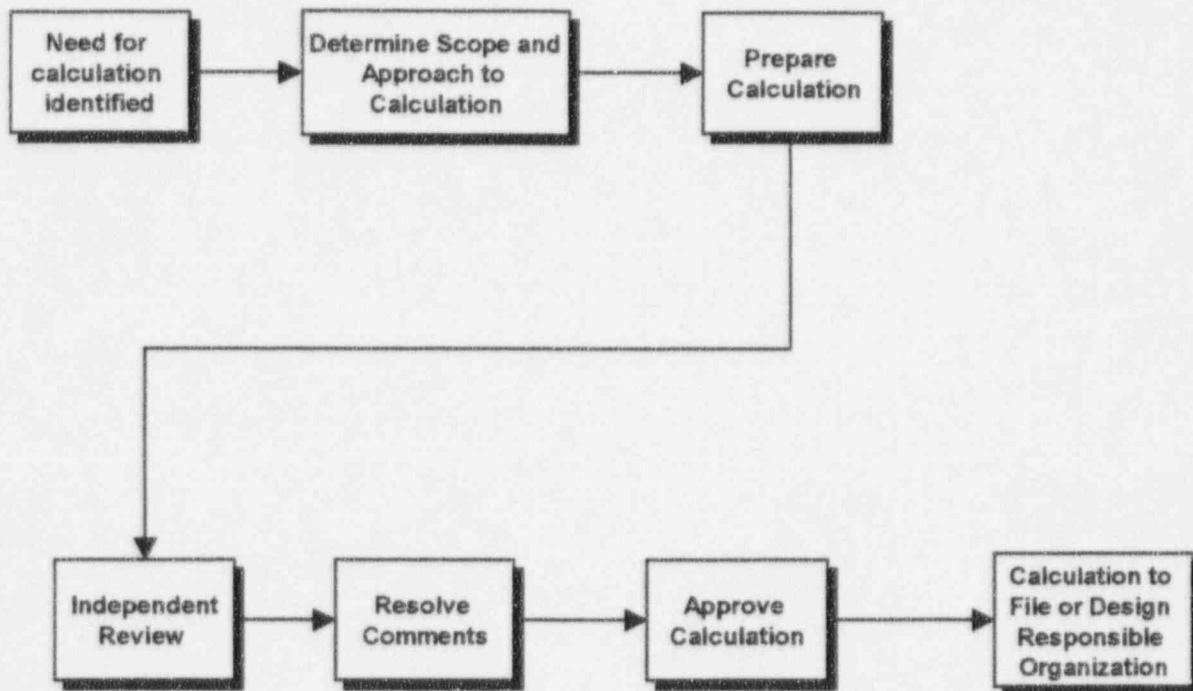 Need for
calculation
identified
Determine Scope and
Approach to
Calculation
Prepare
Calculation
Independent
Review
Resolve
Comments
Approve
Calculation
Calculation to
File or Design
Responsible
Organization